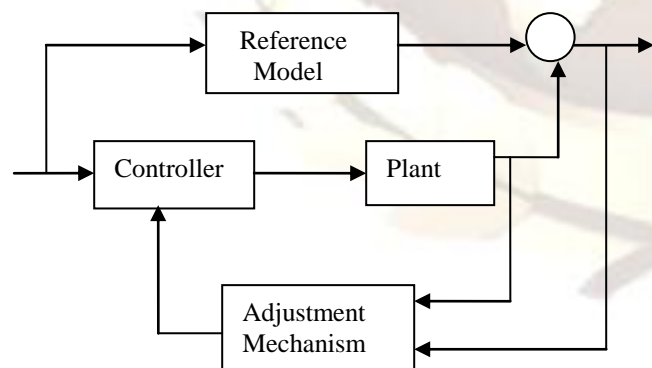 Reference
Model
Controller
Plant
Adjustment
Mechanism